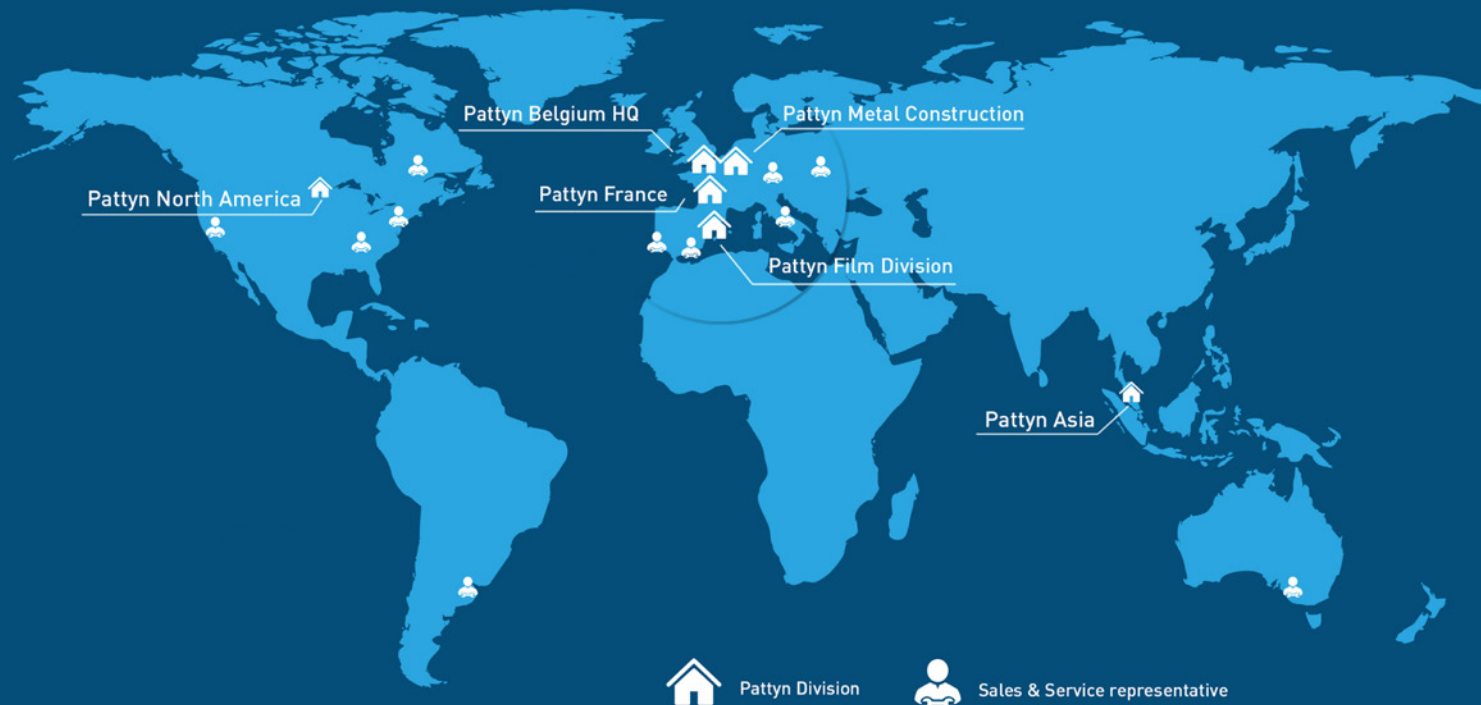 Pattyn Belgium HQ
Pattyn Metal Construction
Pattyn North America
Pattyn France
Pattyn Film Division
Pattyn Asia
Pattyn Division
Sales & Service representative